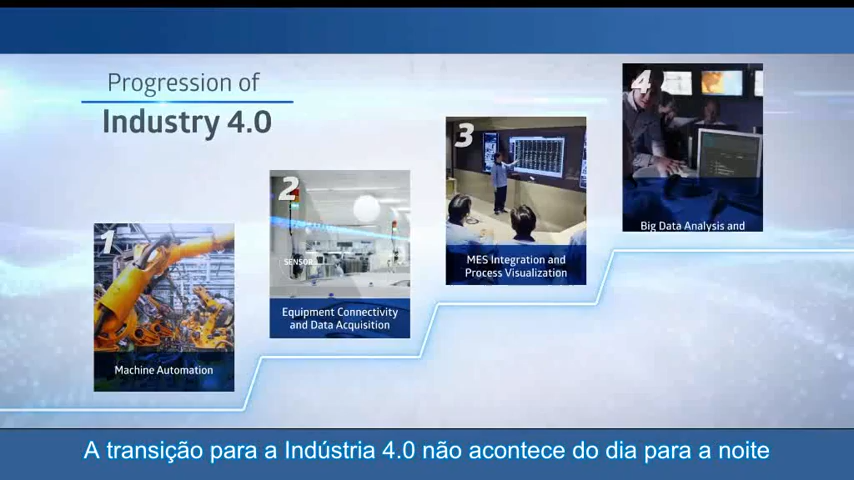 Progression of
Industry 4.0
1
Machine Automation
2
SENSOR
Equipment Connectivity
and Data Acquisition
3
MES Integration and
Process Visualization
4
Big Data Analysis and
A transição para a Indústria 4.0 não acontece do dia para a noite